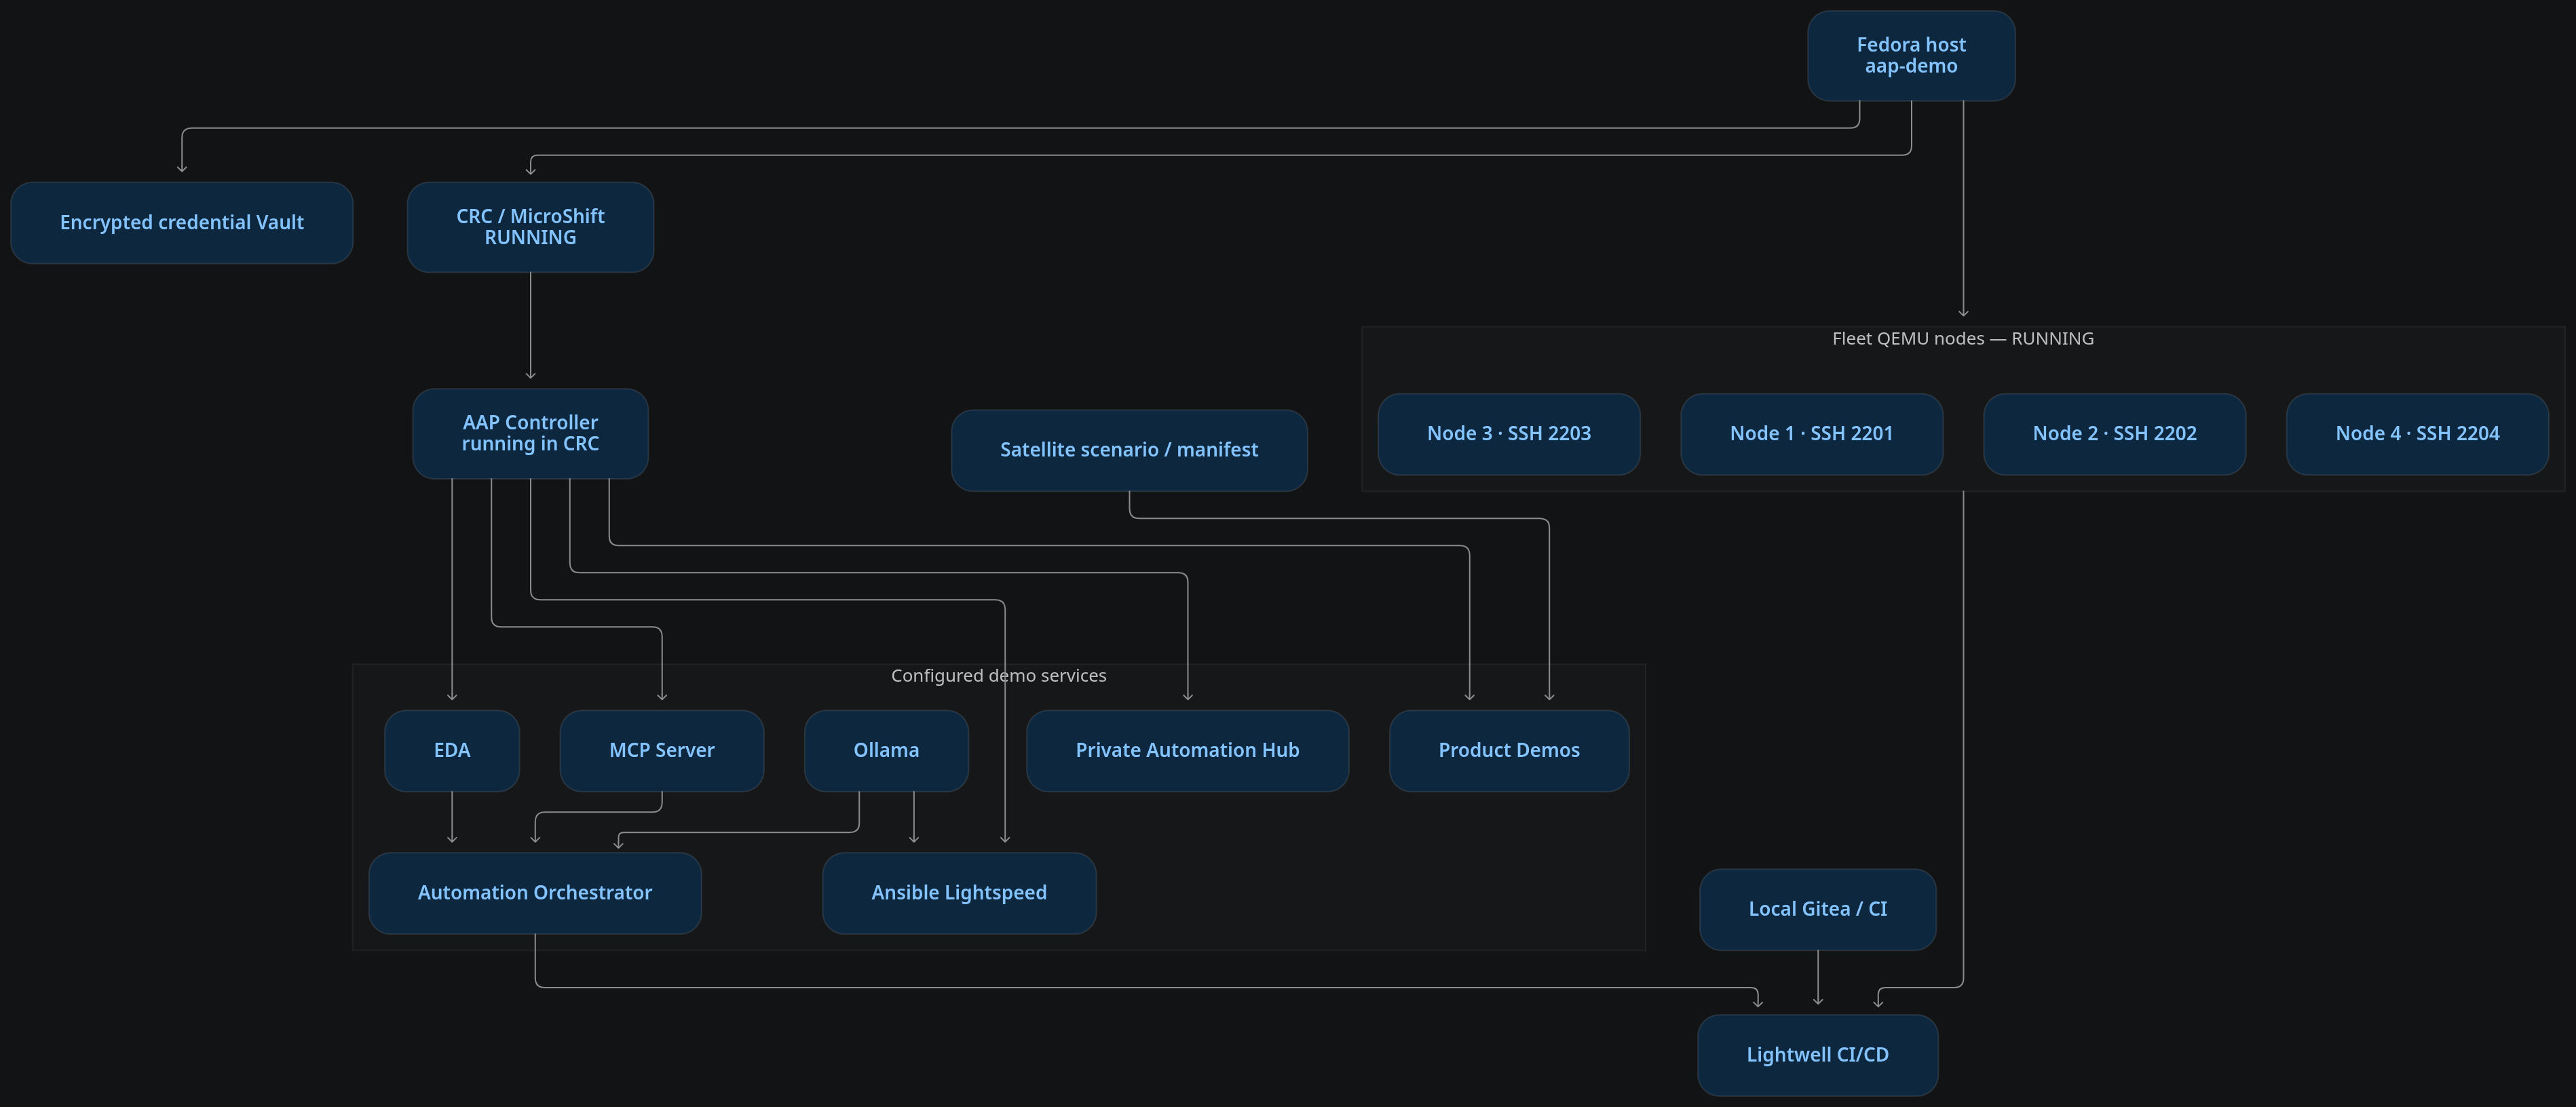 Fedora host
aap-demo
Encrypted credential Vault
CRC / MicroShift
RUNNING
Fleet QEMU nodes — RUNNING
AAP Controller
running in CRC
Satellite scenario / manifest
Node 3 · SSH 2203
Node 1 · SSH 2201
Node 2 · SSH 2202
Node 4 · SSH 2204
Configured demo services
EDA
MCP Server
Ollama
Private Automation Hub
Product Demos
Automation Orchestrator
Ansible Lightspeed
Local Gitea / CI
Lightwell CI/CD